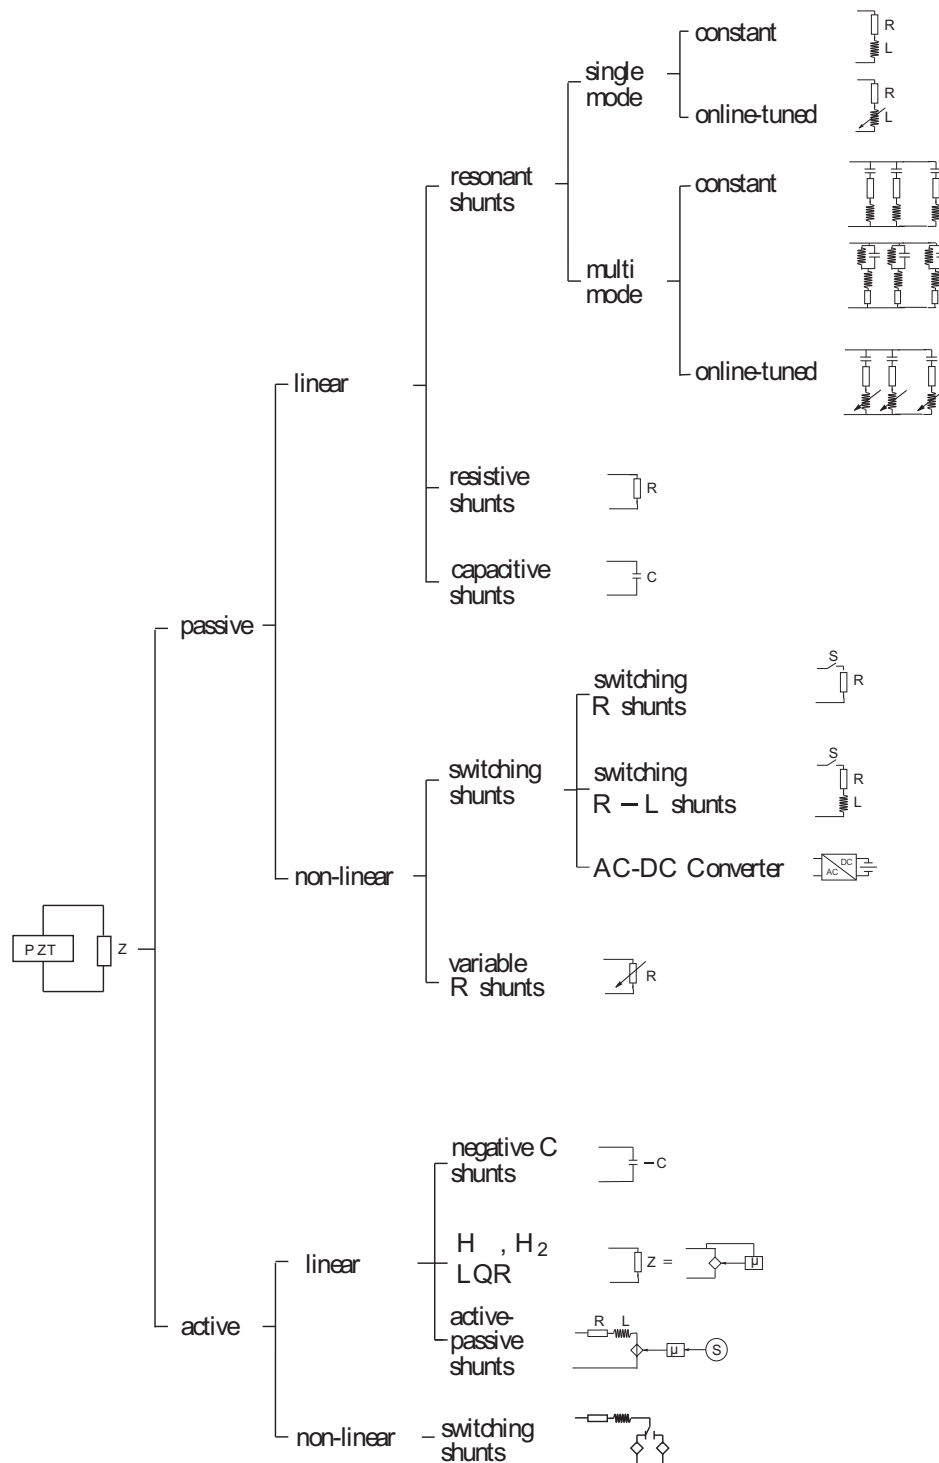 constant
R
L
single
mode
online-tuned
R
L
resonant
shunts
constant
multi
mode
online-tuned
linear
resistive
shunts
R
capacitive
shunts
C
passive
switching
R shunts
S
R
switching
shunts
switching
R – L shunts
S
R
L
AC-DC Converter
DC
AC
non-linear
PZT
Z
variable
R shunts
R
negative C
shunts
–C
linear
H , H2
LQR
Z =
μ
active
active-
passive
shunts
R L
μ
S
non-linear
switching
shunts